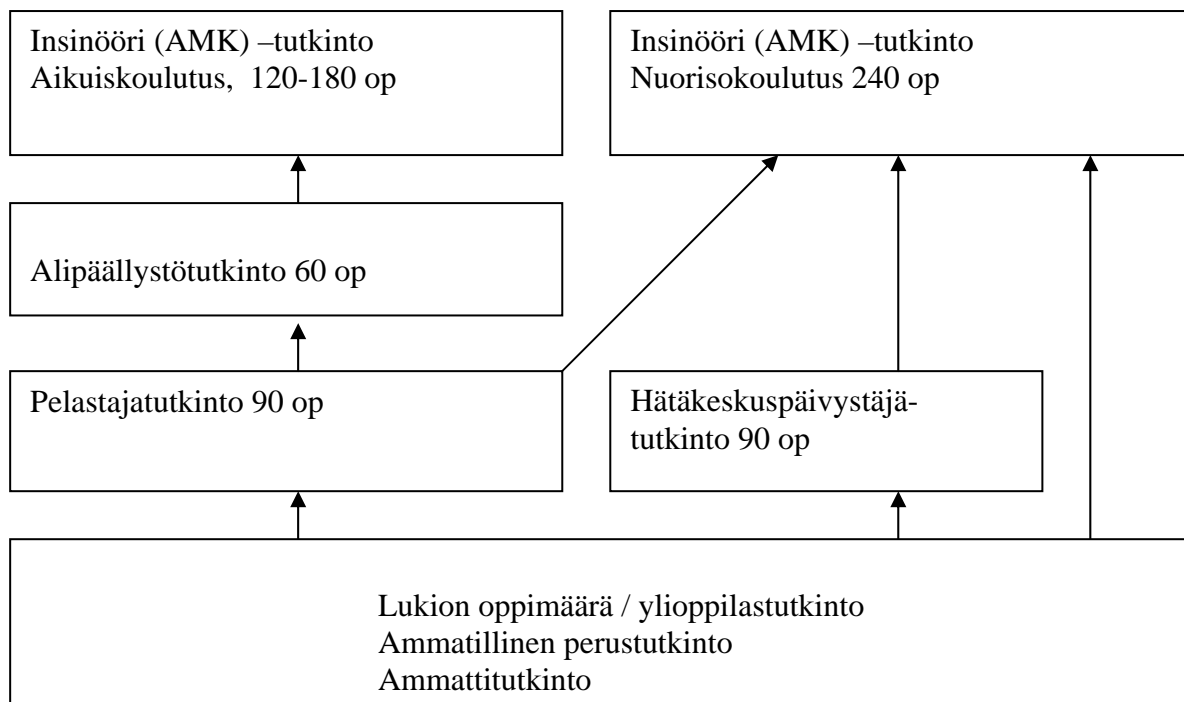 Insinööri (AMK) –tutkinto
Aikuiskoulutus, 120-180 op
Insinööri (AMK) –tutkinto
Nuorisokoulutus 240 op
Alipäällystötutkinto 60 op
Pelastajatutkinto 90 op
Hätäkeskuspäivystäjä-
tutkinto 90 op
Lukion oppimäärä / ylioppilastutkinto
Ammatillinen perustutkinto
Ammattitutkinto